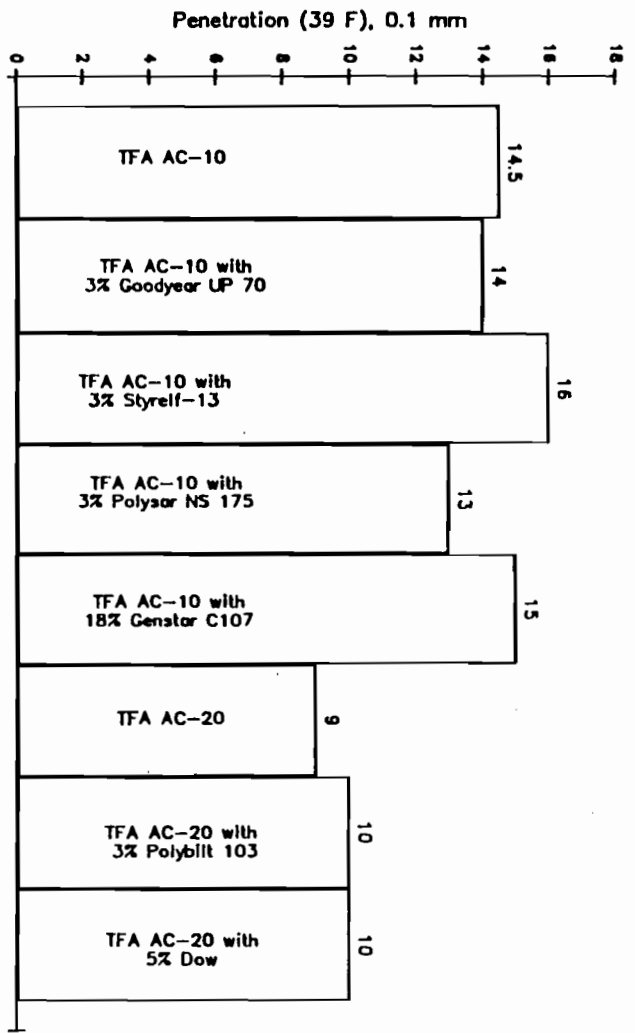 Penetration (39 F), 0.1 mm
0 2 4 6 8 10 12 14 16 18
TFA AC-10
14.5
TFA AC-10 with
3% Goodyear UP 70
14
TFA AC-10 with
3% Styrelf-13
16
TFA AC-10 with
3% Polysar NS 175
13
TFA AC-10 with
18% Genstar C107
15
TFA AC-20
9
TFA AC-20 with
3% Polybilt 103
10
TFA AC-20 with
5% Dow
10